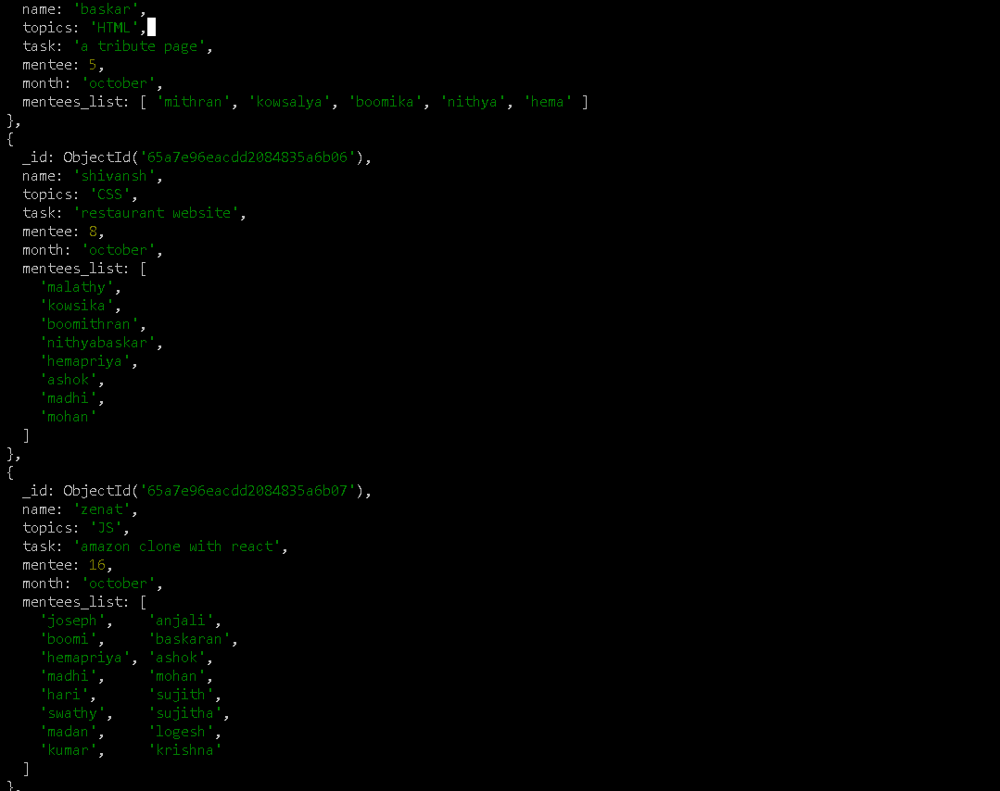 name: 'baskar',
topics: 'HTML',
task: 'a tribute page',
mentee: 5,
month: 'october',
mentees_list: [ 'mithran', 'kowsalya', 'boomika', 'nithya', 'hema' ]
},
{
_id: ObjectId('65a7e96eacdd2084835a6b06'),
name: 'shivansh',
topics: 'CSS',
task: 'restaurant website',
mentee: 8,
month: 'october',
mentees_list: [
'malathy',
'kowsika',
'boomithran',
'nithyabaskar',
'hemapriya',
'ashok',
'madhi',
'mohan'
]
},
{
_id: ObjectId('65a7e96eacdd2084835a6b07'),
name: 'zenat',
topics: 'JS',
task: 'amazon clone with react',
mentee: 16,
month: 'october',
mentees_list: [
'joseph', 'anjali',
'boomi', 'baskaran',
'hemapriya', 'ashok',
'madhi', 'mohan',
'hari', 'sujith',
'swathy', 'sujitha',
'madan', 'logesh',
'kumar', 'krishna'
]
},